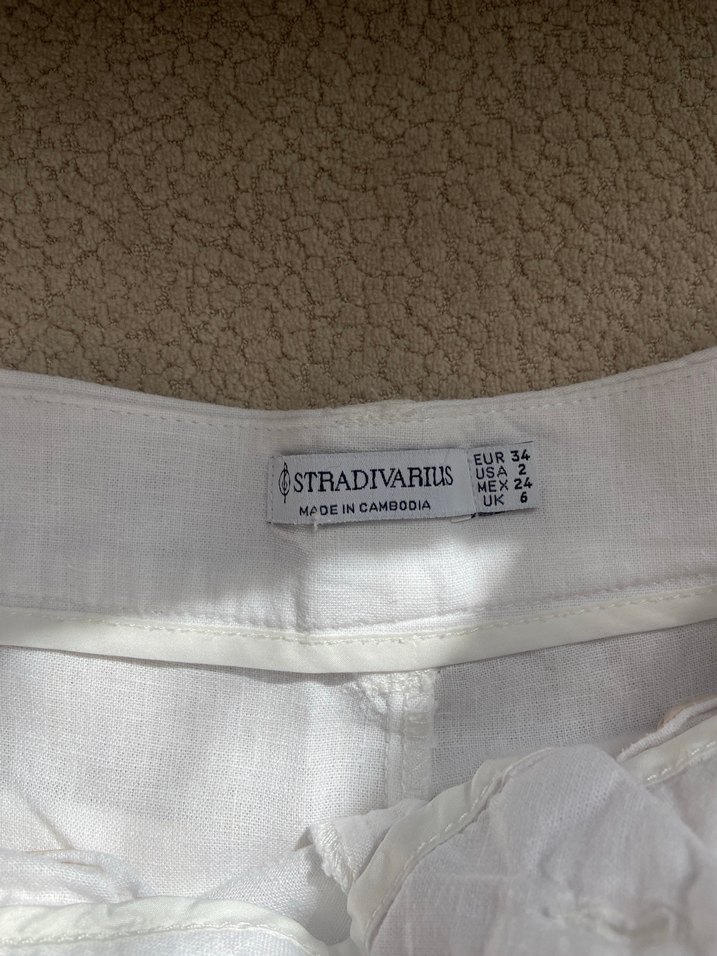 STRADIVARIUS
MADE IN CAMBODIA
EUR 34
USA 2
MEX 24
UK 6